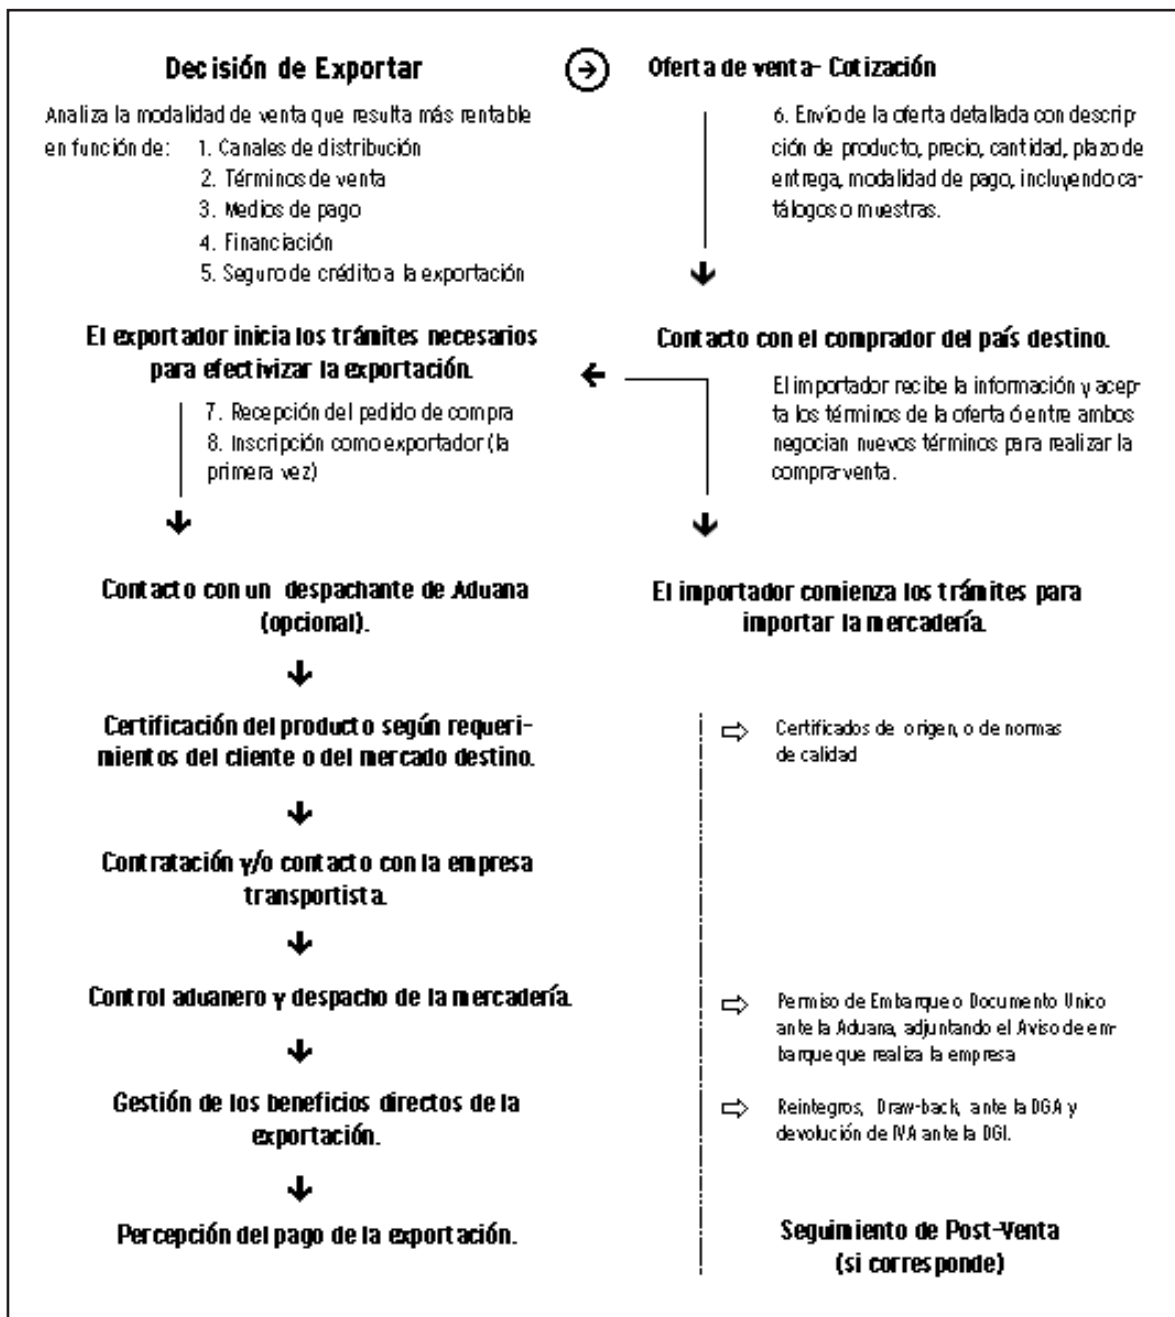 Decisión de Exportar
Analiza la modalidad de venta que resulta más rentable
en función de: 1. Canales de distribución
2. Términos de venta
3. Medios de pago
4. Financiación
5. Seguro de crédito a la exportación
Oferta de venta- Cotización
6. Envío de la oferta detallada con descrip-
ción de producto, precio, cantidad, plazo de
entrega, modalidad de pago, incluyendo ca-
tálogos o muestras.
Contacto con el comprador del país destino.
El importador recibe la información y acep-
ta los términos de la oferta ó entre ambos
negocian nuevos términos para realizar la
compra-venta.
El exportador inicia los trámites necesarios
para efectivizar la exportación.
7. Recepción del pedido de compra
8. Inscripción como exportador (la
primera vez)
Contacto con un despachante de Aduana
(opcional).
El importador comienza los trámites para
importar la mercadería.
Certificación del producto según requeri-
mientos del cliente o del mercado destino.
Certificados de origen, o de normas
de calidad
Contratación y/o contacto con la empresa
transportista.
Control aduanero y despacho de la mercadería.
Permiso de Embarque o Documento Unico
ante la Aduana, adjuntando el Aviso de em-
barque que realiza la empresa
Gestión de los beneficios directos de la
exportación.
Reintegros, Draw-back, ante la DGA y
devolución de IVA ante la DGI.
Percepción del pago de la exportación.
Seguimiento de Post-Venta
(si corresponde)